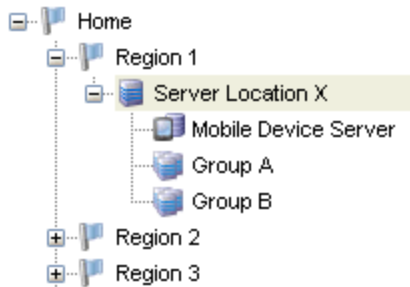 Home
Region 1
Server Location X
Mobile Device Server
Group A
Group B
Region 2
Region 3